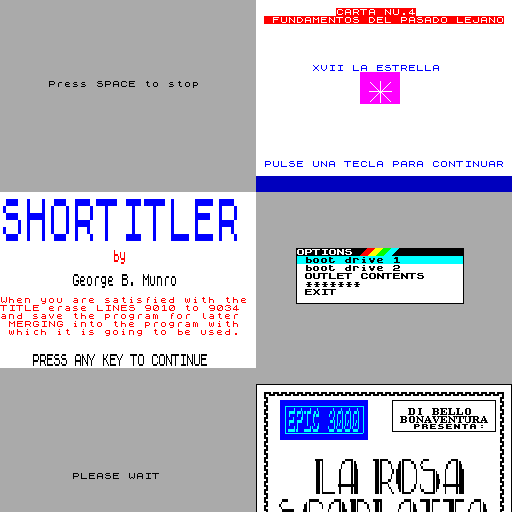 Press SPACE to stop
CARTA NU.4
FUNDAMENTOS DEL PASADO LEJANO
XVII LA ESTRELLA
PULSE UNA TECLA PARA CONTINUAR
SHORTITLER
by
George B. Munro
When you are satisfied with the
TITLE erase LINES 9010 to 9034
and save the program for later
MERGING into the program with
which it is going to be used.
PRESS ANY KEY TO CONTINUE
OPTIONS
boot drive 1
boot drive 2
OUTLET CONTENTS
*******
EXIT
PLEASE WAIT
EPIC 3000
DI BELLO
BONAVENTURA
PRESENTA:
LA ROSA
SCARLATTA